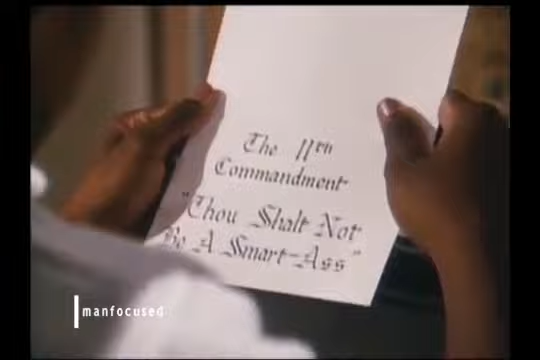 The 11th
Commandment
"Thou Shalt Not
Be A Smart-Ass"
manfocused